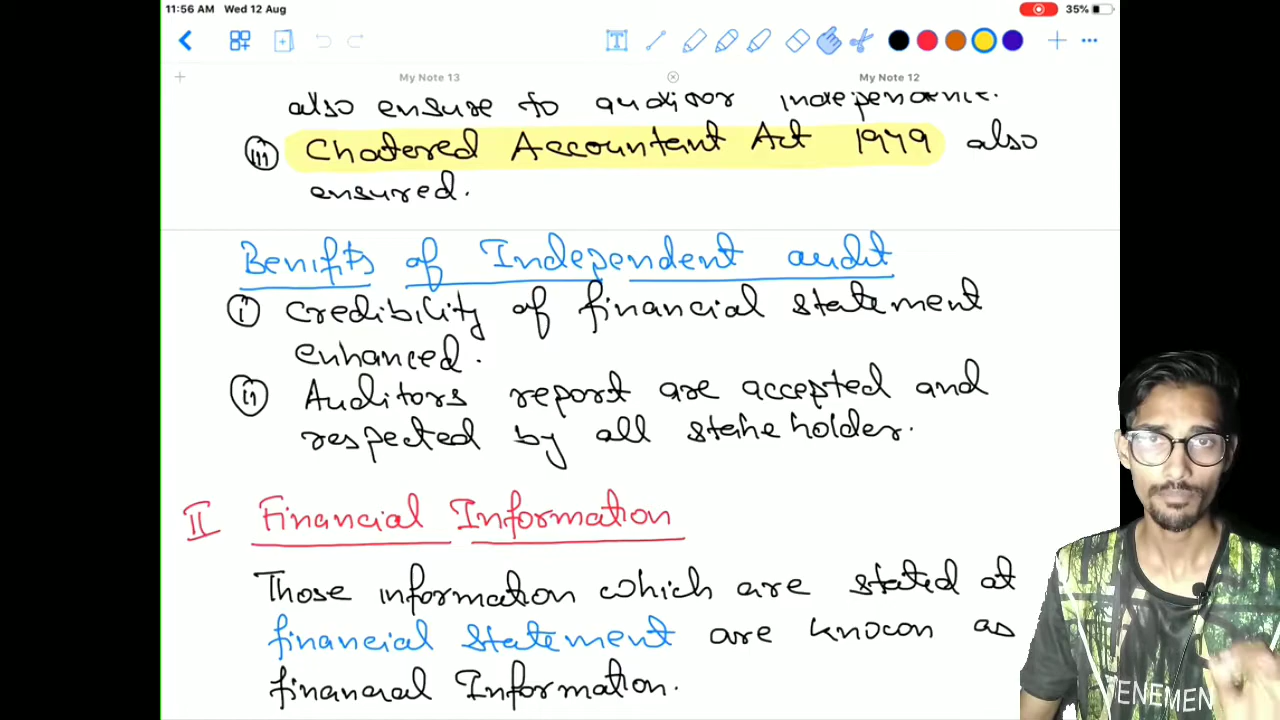 11:56 AM Wed 12 Aug
35%
My Note 13
My Note 12
also ensure to auditor independence.
(iii) Chatered Accountant Act 1949 also
ensured.
Benifits of Independent audit
(i) Credibility of financial statement
enhanced.
(ii) Auditors report are accepted and
respected by all stake holder.
II Financial Information
Those information which are stated at
financial statement are known as
financial Information.
TENEMEN